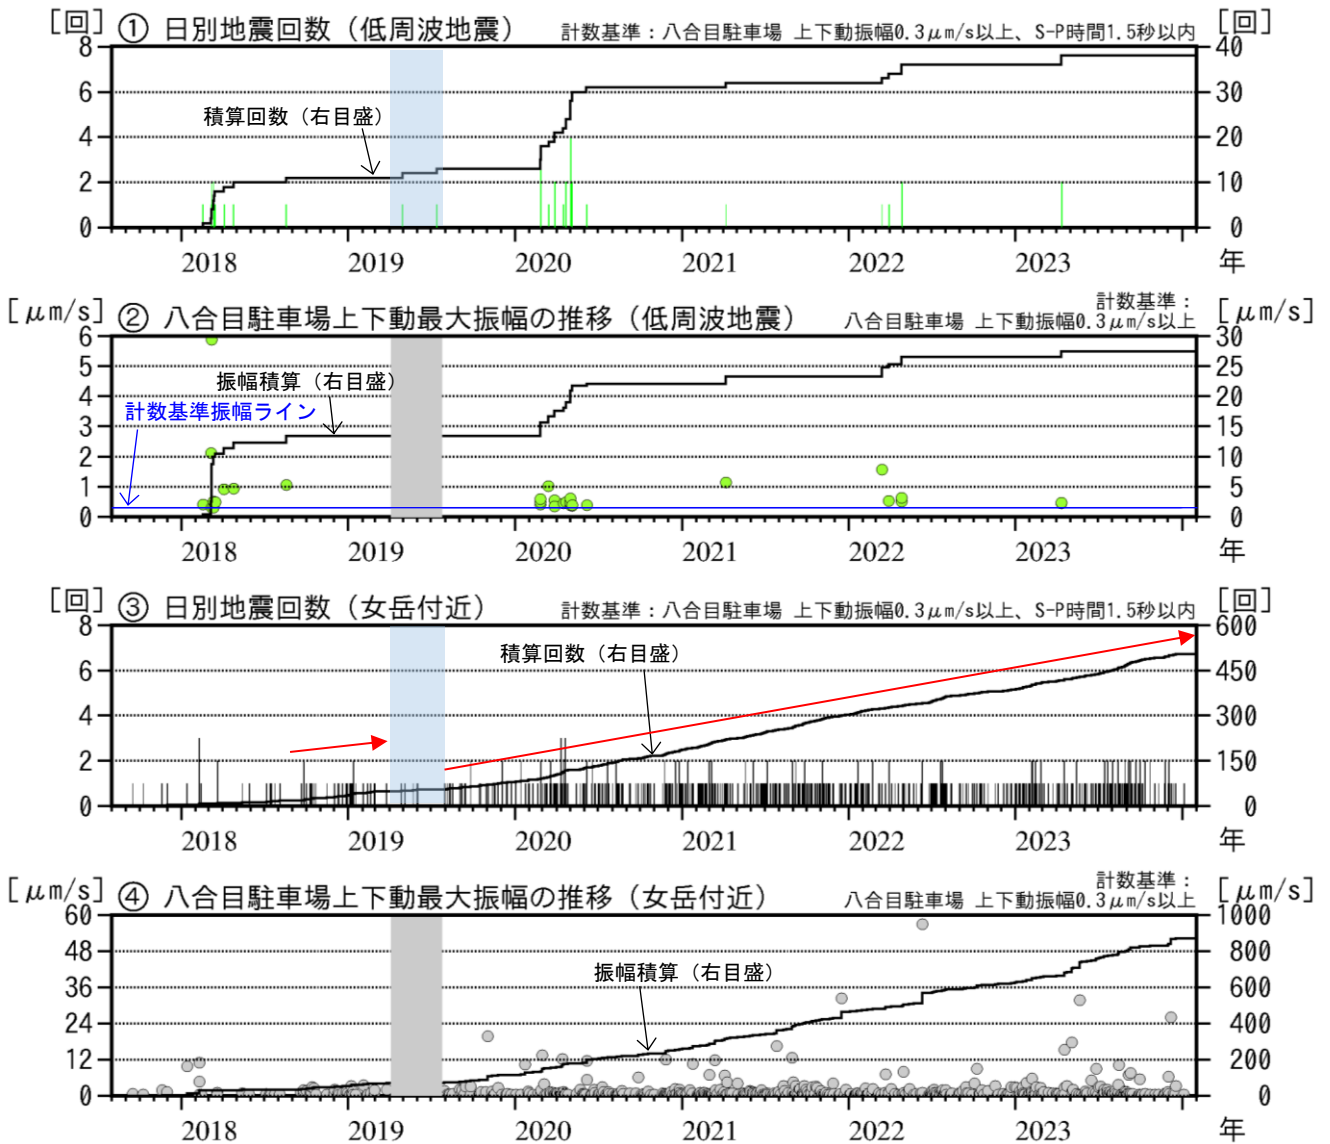 [回] ① 日別地震回数（低周波地震） 計数基準：八合目駐車場 上下動振幅0.3μm/s以上、S-P時間1.5秒以内 [回]
8 40
6 30
積算回数（右目盛）
4 20
2 10
0 0
2018 2019 2020 2021 2022 2023 年
計数基準：
[μm/s] ② 八合目駐車場上下動最大振幅の推移（低周波地震） 八合目駐車場 上下動振幅0.3μm/s以上 [μm/s]
6 30
5 25
振幅積算（右目盛）
4 20
計数基準振幅ライン
3 15
2 10
1 5
0 0
2018 2019 2020 2021 2022 2023 年
[回] ③ 日別地震回数（女岳付近） 計数基準：八合目駐車場 上下動振幅0.3μm/s以上、S-P時間1.5秒以内 [回]
8 600
積算回数（右目盛）
6 450
4 300
2 150
0 0
2018 2019 2020 2021 2022 2023 年
計数基準：
[μm/s] ④ 八合目駐車場上下動最大振幅の推移（女岳付近） 八合目駐車場 上下動振幅0.3μm/s以上 [μm/s]
60 1000
48 800
振幅積算（右目盛）
36 600
24 400
12 200
0 0
2018 2019 2020 2021 2022 2023 年